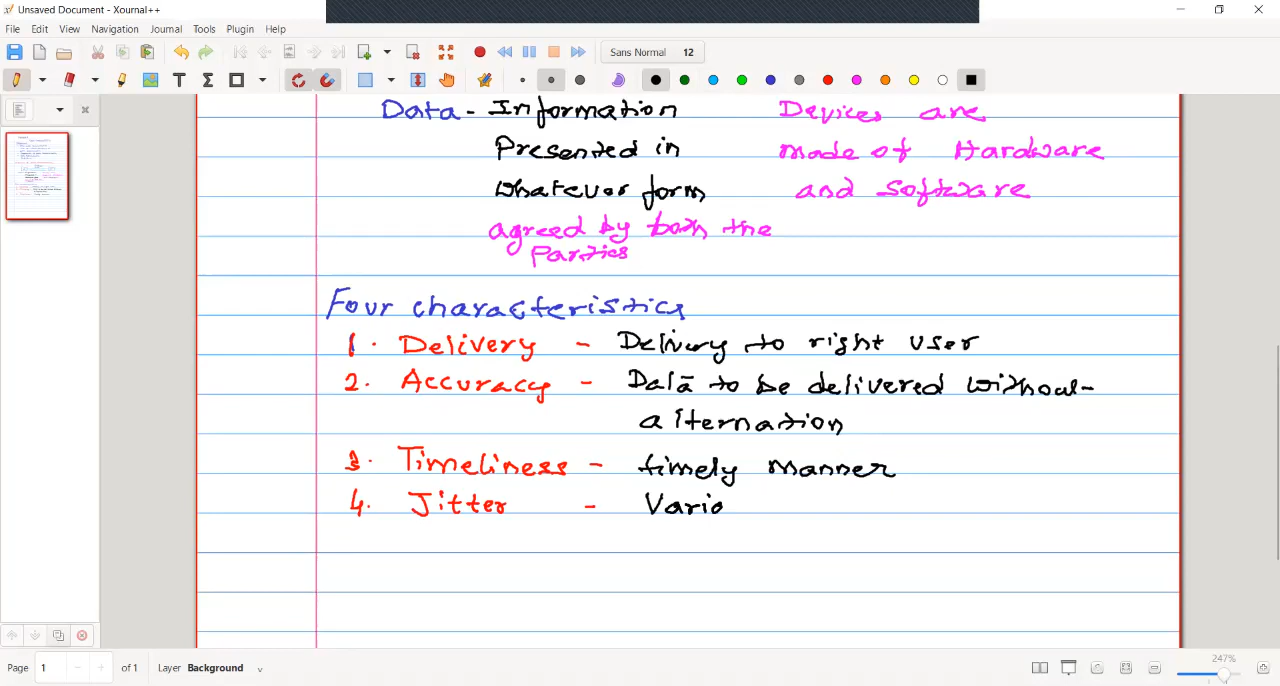 Unsaved Document - Xournal++
File Edit View Navigation Journal Tools Plugin Help
Sans Normal 12
Data - Information Devices are
Presented in made of Hardware
whatever form and Software
agreed by both the
Parties
Four characteristics
1. Delivery - Delivery to right user
2. Accuracy - Data to be delivered without
alternation
3. Timeliness - timely manner
4. Jitter - Vario
Page 1 of 1 Layer Background 247%